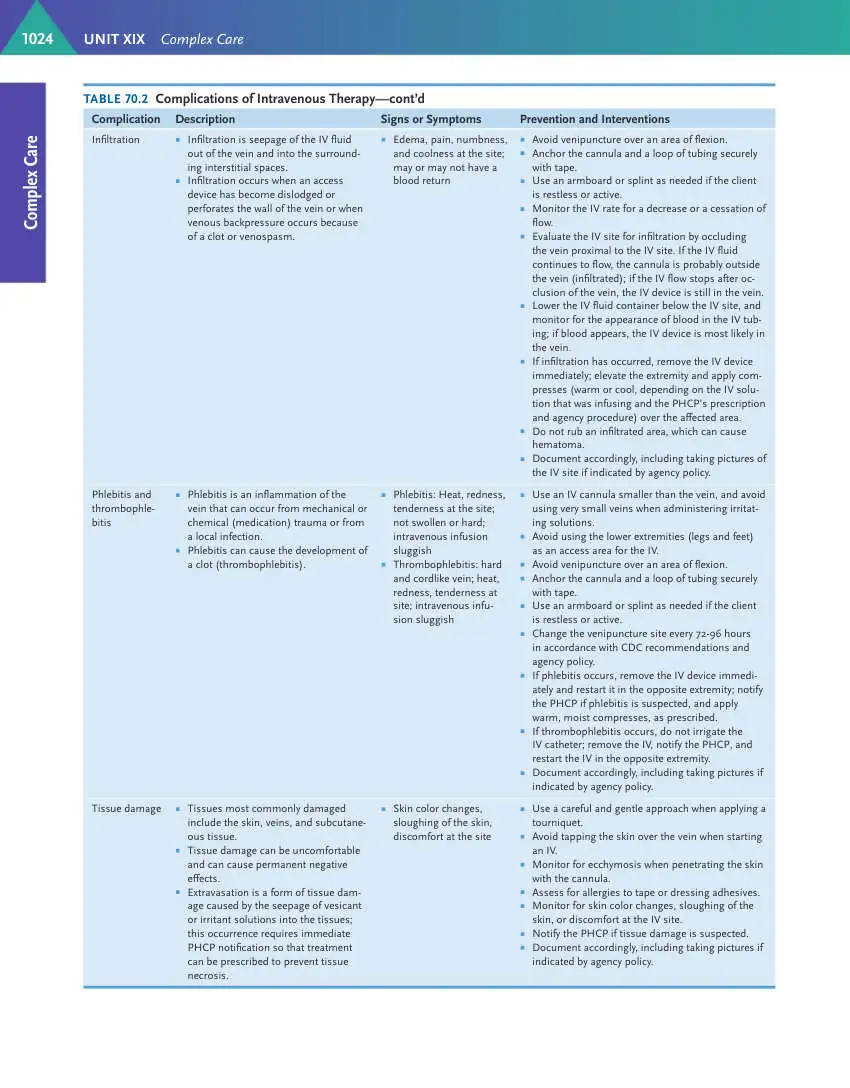 1024
UNIT XIX Complex Care
Complex Care
TABLE 70.2 Complications of Intravenous Therapy—cont'd
Complication Description Signs or Symptoms Prevention and Interventions
Infiltration
■ Infiltration is seepage of the IV fluid
out of the vein and into the surround-
ing interstitial spaces.
■ Infiltration occurs when an access
device has become dislodged or
perforates the wall of the vein or when
venous backpressure occurs because
of a clot or venospasm.
■ Edema, pain, numbness,
and coolness at the site;
may or may not have a
blood return
■ Avoid venipuncture over an area of flexion.
■ Anchor the cannula and a loop of tubing securely
with tape.
■ Use an armboard or splint as needed if the client
is restless or active.
■ Monitor the IV rate for a decrease or a cessation of
flow.
■ Evaluate the IV site for infiltration by occluding
the vein proximal to the IV site. If the IV fluid
continues to flow, the cannula is probably outside
the vein (infiltrated); if the IV flow stops after oc-
clusion of the vein, the IV device is still in the vein.
■ Lower the IV fluid container below the IV site, and
monitor for the appearance of blood in the IV tub-
ing; if blood appears, the IV device is most likely in
the vein.
■ If infiltration has occurred, remove the IV device
immediately; elevate the extremity and apply com-
presses (warm or cool, depending on the IV solu-
tion that was infusing and the PHCP's prescription
and agency procedure) over the affected area.
■ Do not rub an infiltrated area, which can cause
hematoma.
■ Document accordingly, including taking pictures of
the IV site if indicated by agency policy.
Phlebitis and
thrombophle-
bitis
■ Phlebitis is an inflammation of the
vein that can occur from mechanical or
chemical (medication) trauma or from
a local infection.
■ Phlebitis can cause the development of
a clot (thrombophlebitis).
■ Phlebitis: Heat, redness,
tenderness at the site;
not swollen or hard;
intravenous infusion
sluggish
■ Thrombophlebitis: hard
and cordlike vein; heat,
redness, tenderness at
site; intravenous infu-
sion sluggish
■ Use an IV cannula smaller than the vein, and avoid
using very small veins when administering irritat-
ing solutions.
■ Avoid using the lower extremities (legs and feet)
as an access area for the IV.
■ Avoid venipuncture over an area of flexion.
■ Anchor the cannula and a loop of tubing securely
with tape.
■ Use an armboard or splint as needed if the client
is restless or active.
■ Change the venipuncture site every 72-96 hours
in accordance with CDC recommendations and
agency policy.
■ If phlebitis occurs, remove the IV device immedi-
ately and restart it in the opposite extremity; notify
the PHCP if phlebitis is suspected, and apply
warm, moist compresses, as prescribed.
■ If thrombophlebitis occurs, do not irrigate the
IV catheter; remove the IV, notify the PHCP, and
restart the IV in the opposite extremity.
■ Document accordingly, including taking pictures if
indicated by agency policy.
Tissue damage
■ Tissues most commonly damaged
include the skin, veins, and subcutane-
ous tissue.
■ Tissue damage can be uncomfortable
and can cause permanent negative
effects.
■ Extravasation is a form of tissue dam-
age caused by the seepage of vesicant
or irritant solutions into the tissues;
this occurrence requires immediate
PHCP notification so that treatment
can be prescribed to prevent tissue
necrosis.
■ Skin color changes,
sloughing of the skin,
discomfort at the site
■ Use a careful and gentle approach when applying a
tourniquet.
■ Avoid tapping the skin over the vein when starting
an IV.
■ Monitor for ecchymosis when penetrating the skin
with the cannula.
■ Assess for allergies to tape or dressing adhesives.
■ Monitor for skin color changes, sloughing of the
skin, or discomfort at the IV site.
■ Notify the PHCP if tissue damage is suspected.
■ Document accordingly, including taking pictures if
indicated by agency policy.